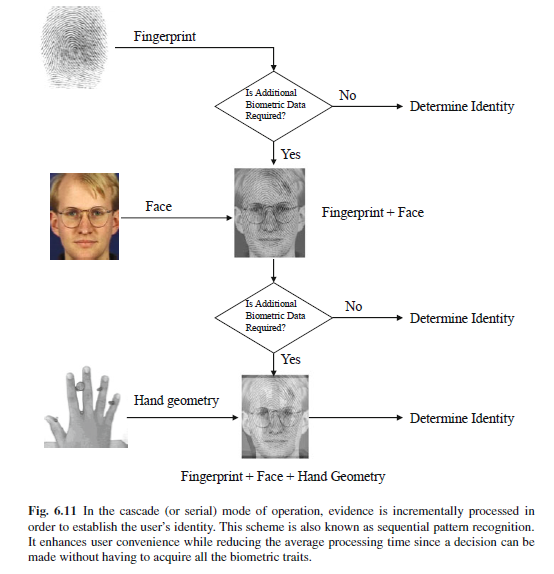 Fingerprint
Is Additional
Biometric Data
Required?
No
Determine Identity
Yes
Face
Fingerprint + Face
Is Additional
Biometric Data
Required?
No
Determine Identity
Yes
Hand geometry
Determine Identity
Fingerprint + Face + Hand Geometry
Fig. 6.11 In the cascade (or serial) mode of operation, evidence is incrementally processed in
order to establish the user's identity. This scheme is also known as sequential pattern recognition.
It enhances user convenience while reducing the average processing time since a decision can be
made without having to acquire all the biometric traits.